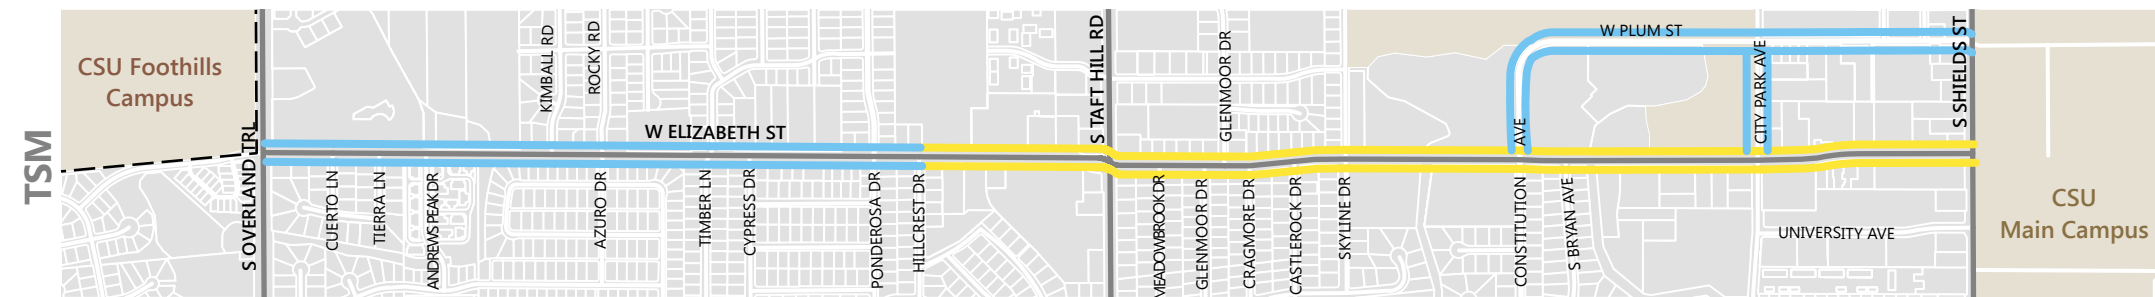 TSM
CSU Foothills
Campus
S OVERLAND TRL
CUERTO LN
TIERRA LN
ANDREWS PEAK DR
KIMBALL RD
ROCKY RD
AZURO DR
W ELIZABETH ST
TIMBER LN
CYPRESS DR
PONDEROSA DR
HILLCREST DR
S TAFT HILL RD
MEADOWBROOK DR
GLENMOOR DR
GLENMOOR DR
CRAGMORE DR
CASTLEROCK DR
SKYLINE DR
CONSTITUTION AVE
S BRYAN AVE
W PLUM ST
CITY PARK AVE
UNIVERSITY AVE
S SHIELDS ST
CSU
Main Campus